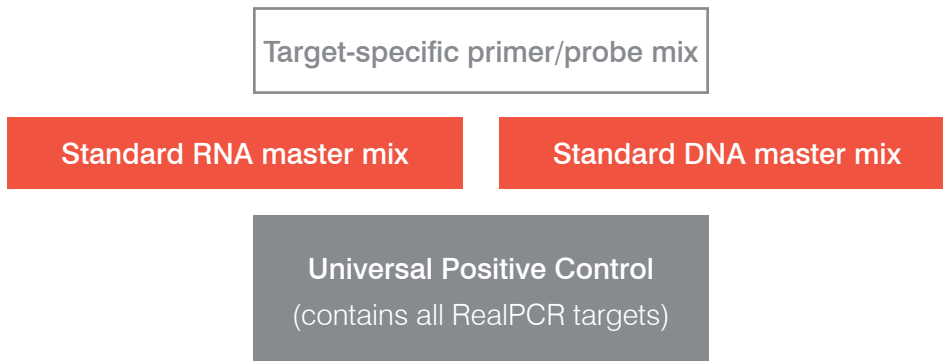 Target-specific primer/probe mix
Standard RNA master mix
Standard DNA master mix
Universal Positive Control
(contains all RealPCR targets)